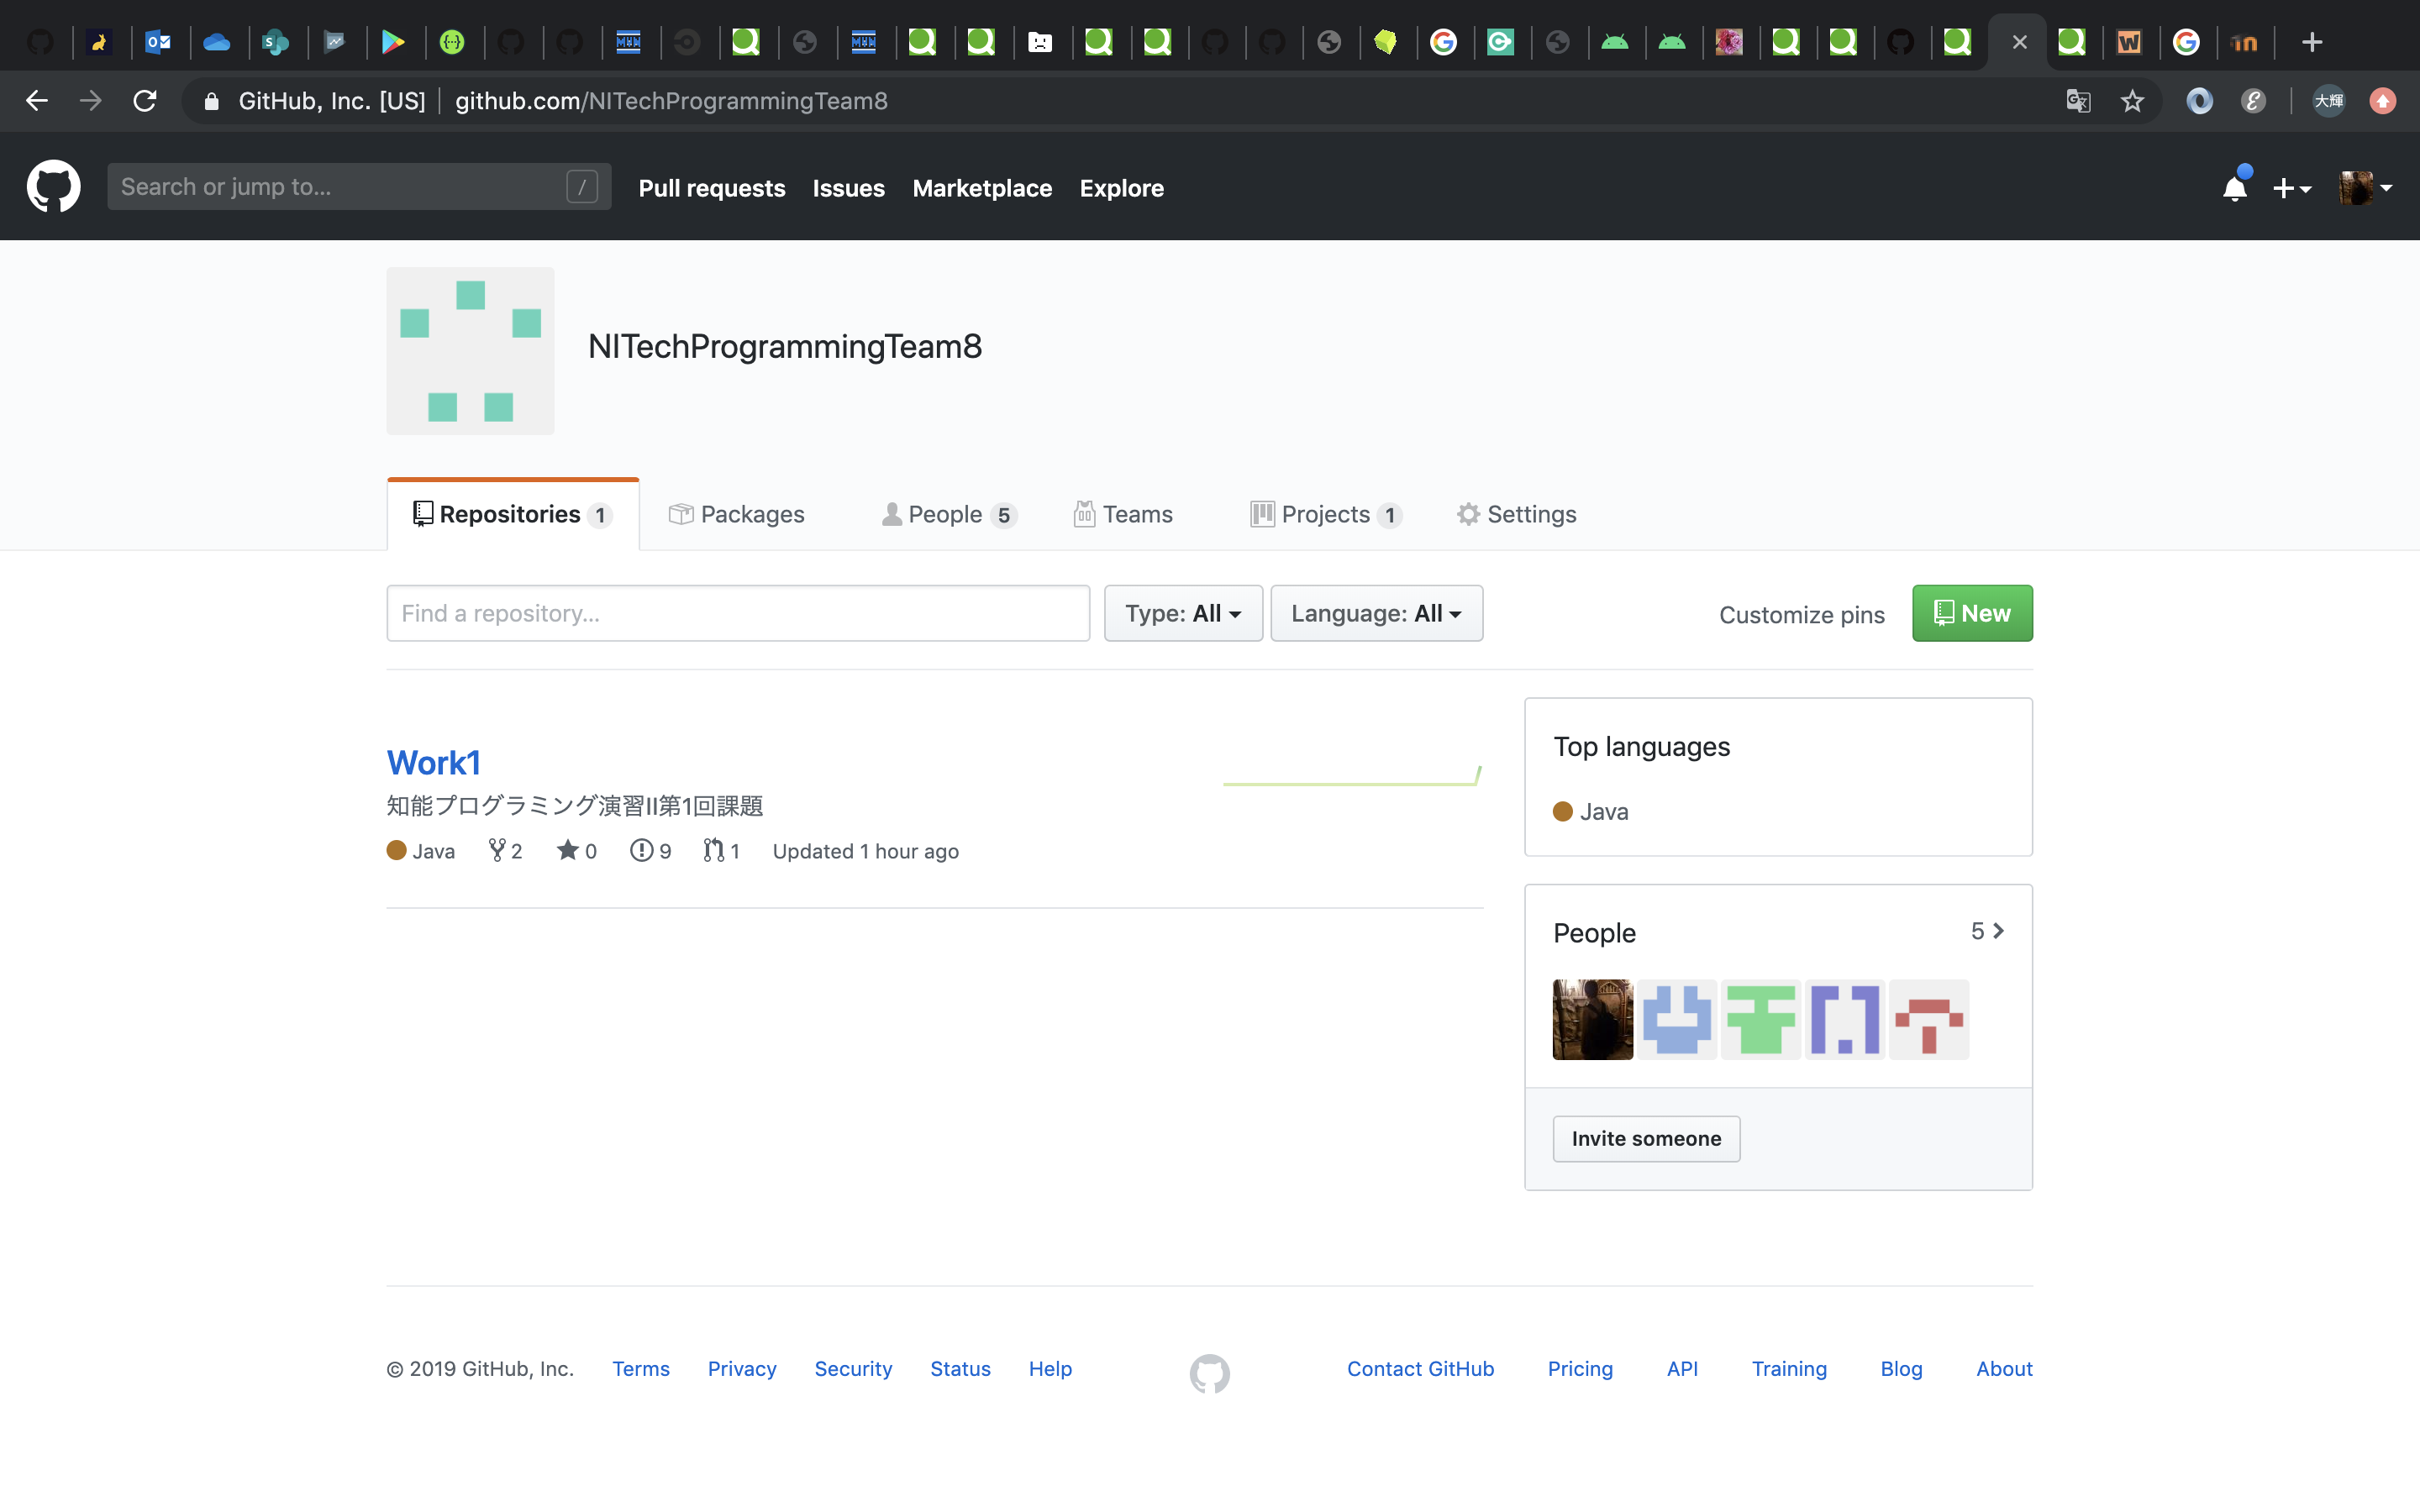 GitHub, Inc. [US] github.com/NITechProgrammingTeam8 大輝
Search or jump to... / Pull requests Issues Marketplace Explore
NITechProgrammingTeam8
Repositories 1 Packages People 5 Teams Projects 1 Settings
Find a repository... Type: All Language: All Customize pins New
Work1
知能プログラミング演習II第1回課題
Java 2 0 9 1 Updated 1 hour ago
Top languages
Java
People 5
Invite someone
© 2019 GitHub, Inc. Terms Privacy Security Status Help Contact GitHub Pricing API Training Blog About